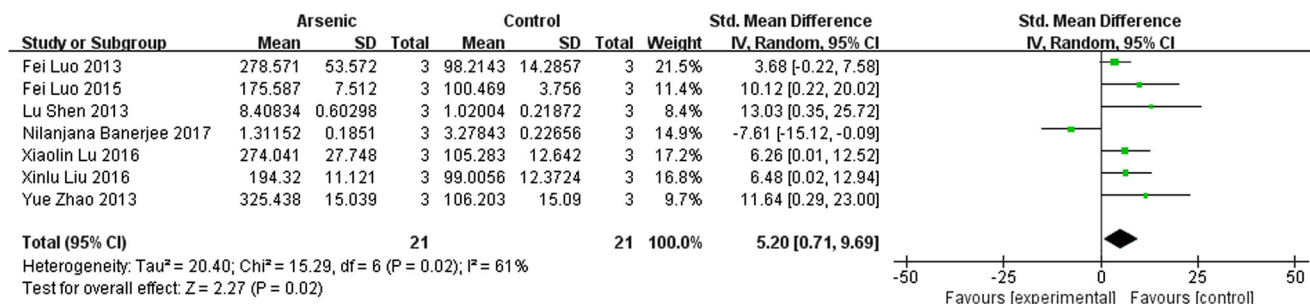 Arsenic Control Std. Mean Difference Std. Mean Difference
Study or Subgroup Mean SD Total Mean SD Total Weight IV, Random, 95% CI IV, Random, 95% CI
Fei Luo 2013 278.571 53.572 3 98.2143 14.2857 3 21.5% 3.68 [-0.22, 7.58]
Fei Luo 2015 175.587 7.512 3 100.469 3.756 3 11.4% 10.12 [0.22, 20.02]
Lu Shen 2013 8.40834 0.60298 3 1.02004 0.21872 3 8.4% 13.03 [0.35, 25.72]
Nilanjana Banerjee 2017 1.31152 0.1851 3 3.27843 0.22656 3 14.9% -7.61 [-15.12, -0.09]
Xiaolin Lu 2016 274.041 27.748 3 105.283 12.642 3 17.2% 6.26 [0.01, 12.52]
Xinlu Liu 2016 194.32 11.121 3 99.0056 12.3724 3 16.8% 6.48 [0.02, 12.94]
Yue Zhao 2013 325.438 15.039 3 106.203 15.09 3 9.7% 11.64 [0.29, 23.00]
Total (95% CI) 21 21 100.0% 5.20 [0.71, 9.69]
Heterogeneity: Tau² = 20.40; Chi² = 15.29, df = 6 (P = 0.02); I² = 61%
Test for overall effect: Z = 2.27 (P = 0.02)
-50 -25 0 25 50
Favours [experimental] Favours [control]